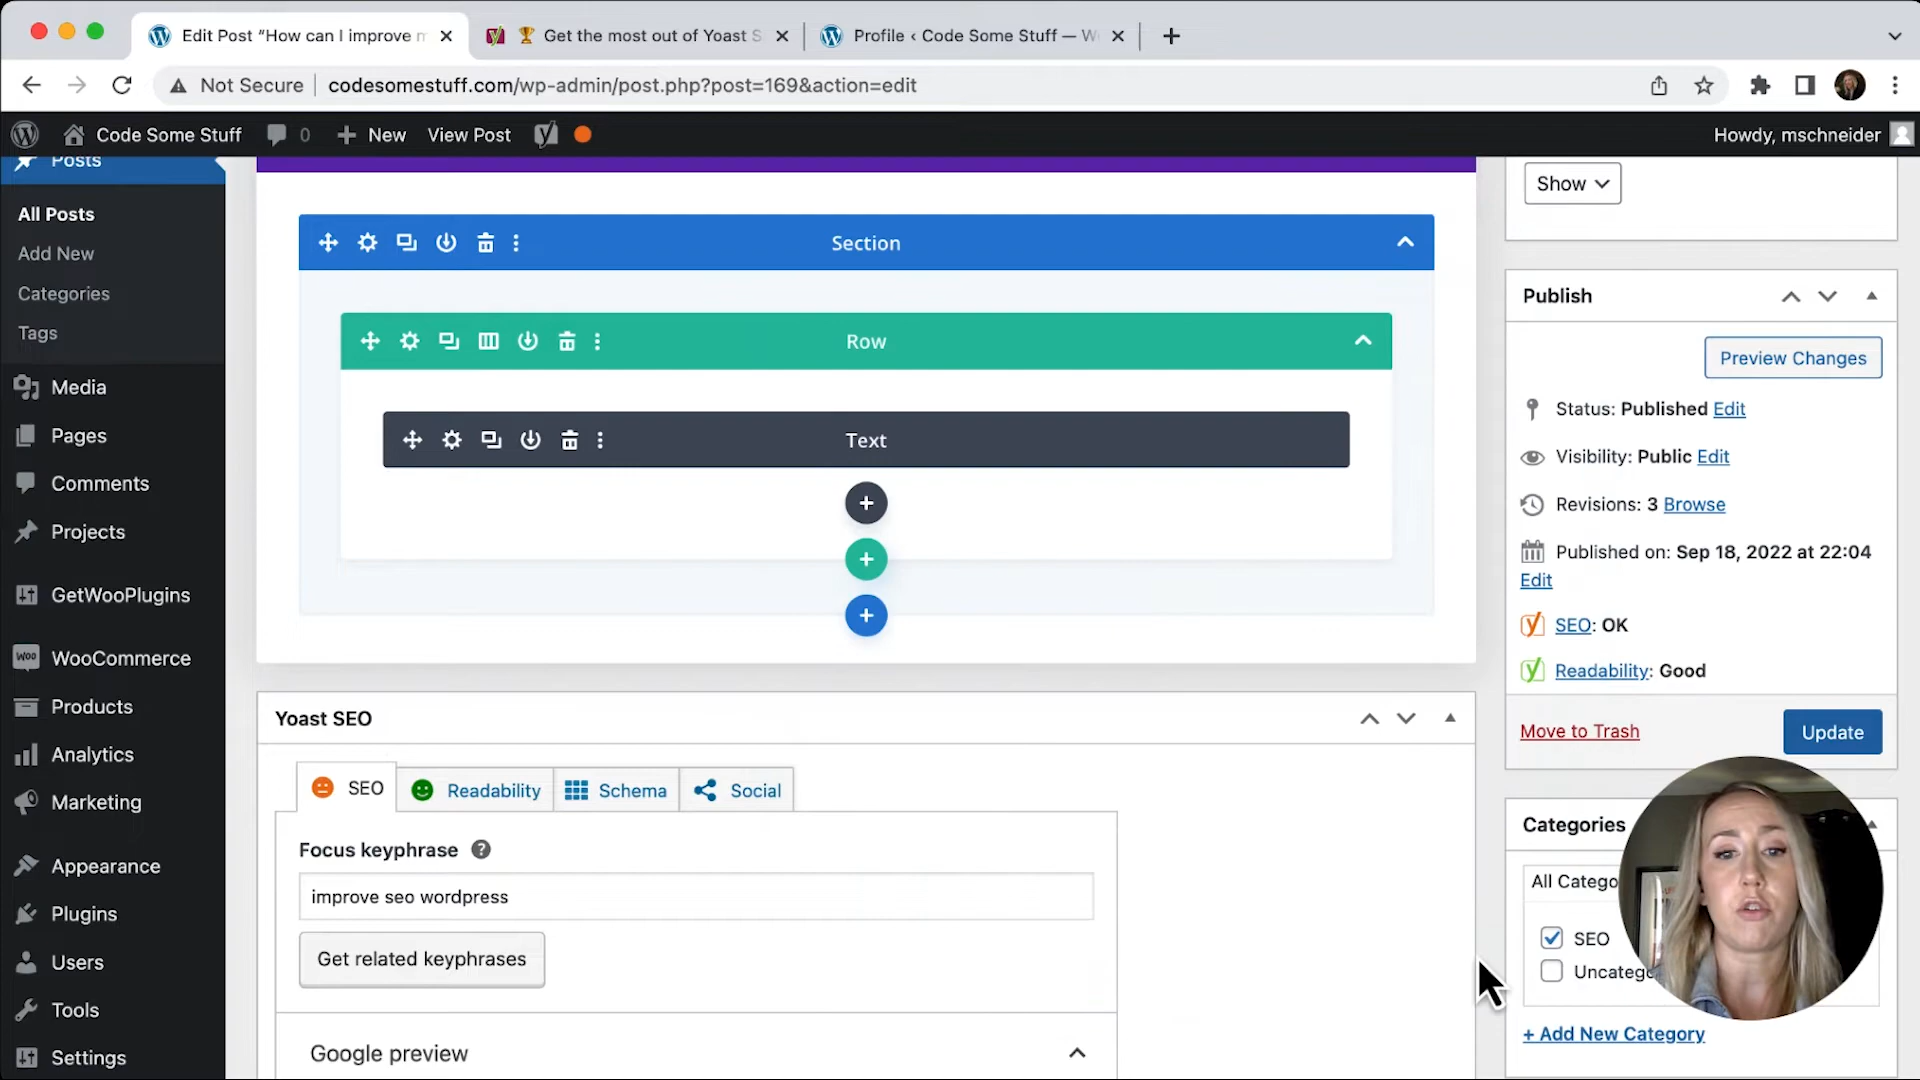 Edit Post “How can I improve m
Get the most out of Yoast S
Profile ‹ Code Some Stuff — W
Not Secure
codesomestuff.com/wp-admin/post.php?post=169&action=edit
Code Some Stuff
0
New
View Post
Howdy, mschneider
Posts
All Posts
Add New
Categories
Tags
Media
Pages
Comments
Projects
GetWooPlugins
WooCommerce
Products
Analytics
Marketing
Appearance
Plugins
Users
Tools
Settings
Section
Row
Text
Yoast SEO
SEO
Readability
Schema
Social
Focus keyphrase
improve seo wordpress
Get related keyphrases
Google preview
Show
Publish
Preview Changes
Status: Published Edit
Visibility: Public Edit
Revisions: 3 Browse
Published on: Sep 18, 2022 at 22:04
Edit
SEO: OK
Readability: Good
Move to Trash
Update
Categories
All Catego
SEO
Uncatego
+ Add New Category